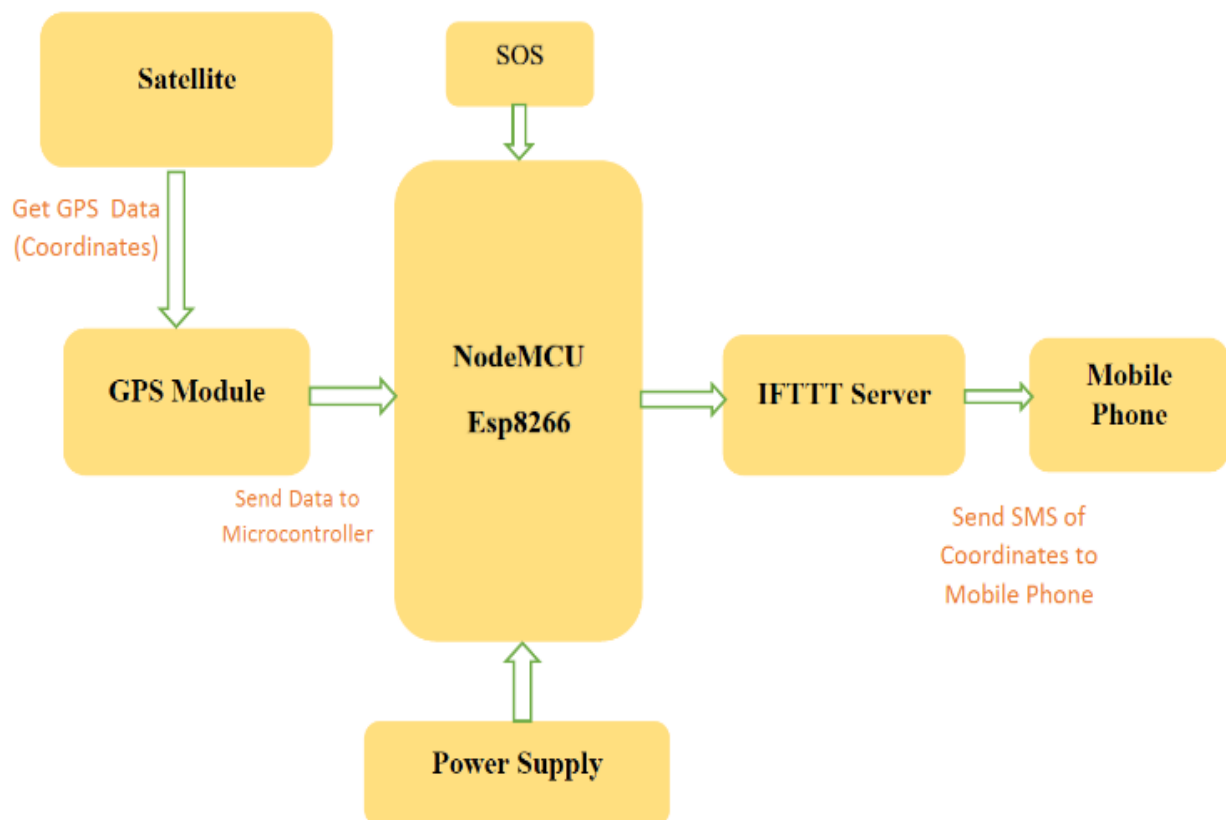 Satellite
SOS
Get GPS Data
(Coordinates)
GPS Module
NodeMCU
Esp8266
IFTTT Server
Mobile
Phone
Send Data to
Microcontroller
Send SMS of
Coordinates to
Mobile Phone
Power Supply